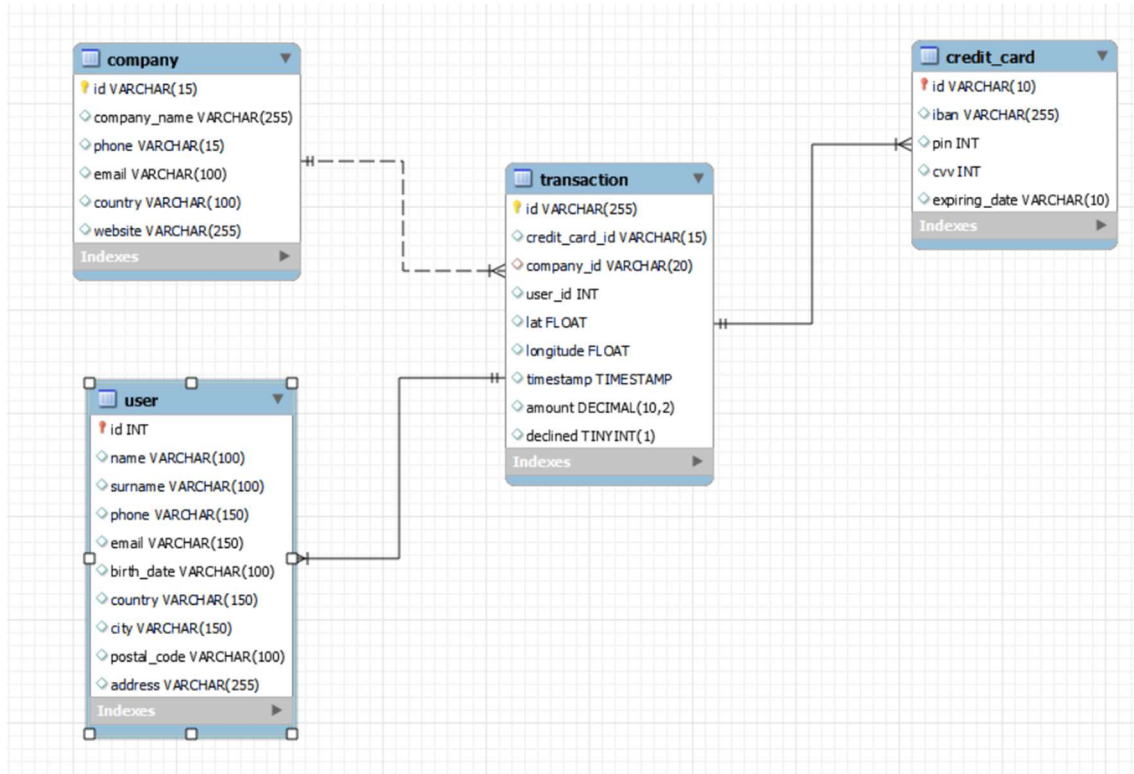 company
id VARCHAR(15)
company_name VARCHAR(255)
phone VARCHAR(15)
email VARCHAR(100)
country VARCHAR(100)
website VARCHAR(255)
Indexes
credit_card
id VARCHAR(10)
iban VARCHAR(255)
pin INT
cvv INT
expiring_date VARCHAR(10)
Indexes
transaction
id VARCHAR(255)
credit_card_id VARCHAR(15)
company_id VARCHAR(20)
user_id INT
lat FLOAT
longitude FLOAT
timestamp TIMESTAMP
amount DECIMAL(10,2)
declined TINYINT(1)
Indexes
user
id INT
name VARCHAR(100)
surname VARCHAR(100)
phone VARCHAR(150)
email VARCHAR(150)
birth_date VARCHAR(100)
country VARCHAR(150)
city VARCHAR(150)
postal_code VARCHAR(100)
address VARCHAR(255)
Indexes